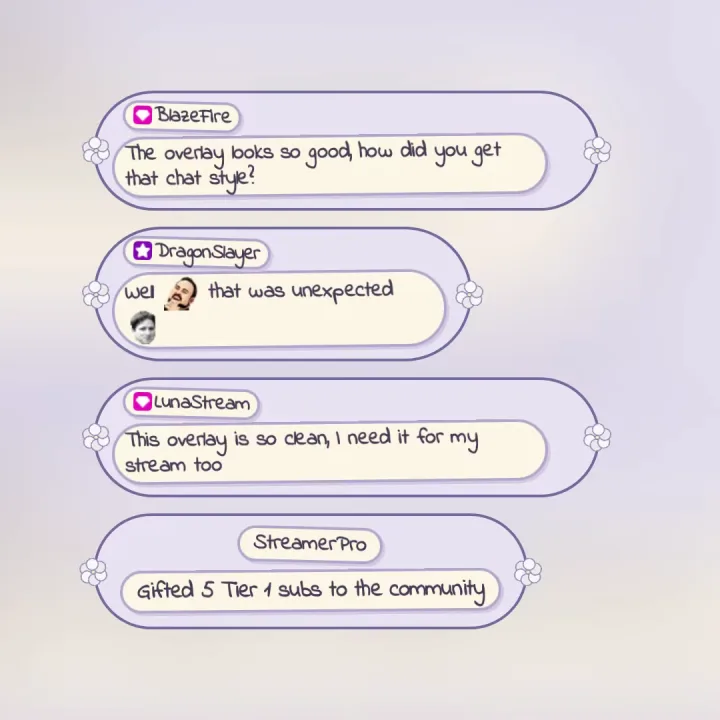 BlazeFire
The overlay looks so good, how did you get
that chat style?
DragonSlayer
well that was unexpected
LunaStream
This overlay is so clean, I need it for my
stream too
StreamerPro
Gifted 5 Tier 1 subs to the community